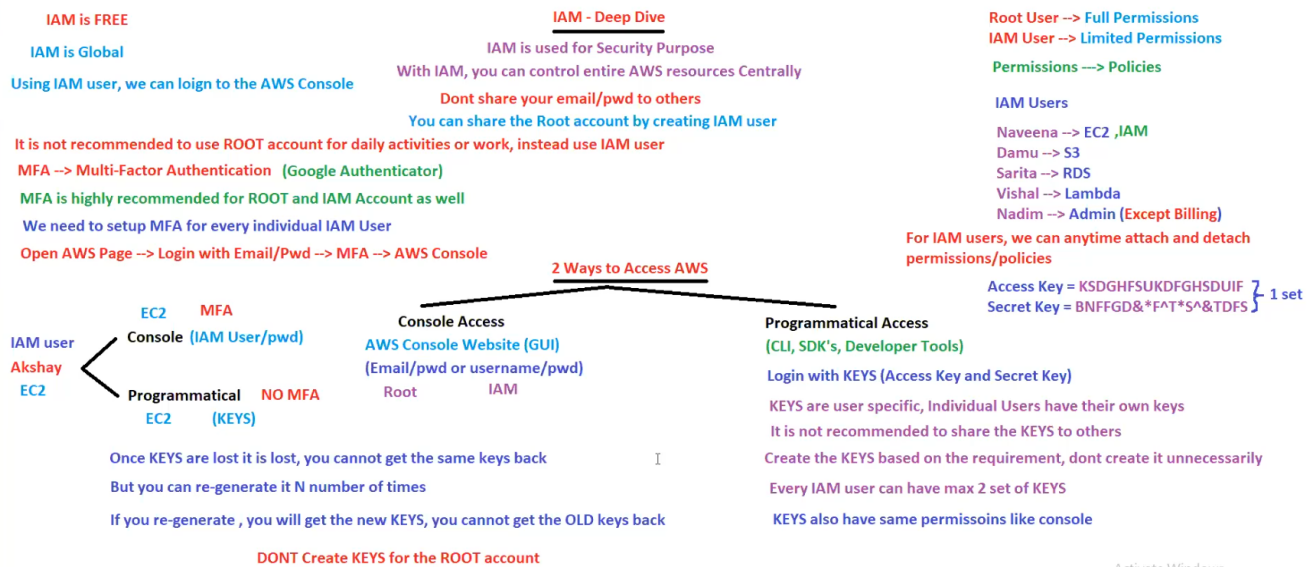 IAM is FREE
IAM is Global
Using IAM user, we can loign to the AWS Console
IAM - Deep Dive
IAM is used for Security Purpose
With IAM, you can control entire AWS resources Centrally
Dont share your email/pwd to others
You can share the Root account by creating IAM user
It is not recommended to use ROOT account for daily activities or work, instead use IAM user
MFA --> Multi-Factor Authentication (Google Authenticator)
MFA is highly recommended for ROOT and IAM Account as well
We need to setup MFA for every individual IAM User
Open AWS Page --> Login with Email/Pwd --> MFA --> AWS Console
Root User --> Full Permissions
IAM User --> Limited Permissions
Permissions ---> Policies
IAM Users
Naveena --> EC2 ,IAM
Damu --> S3
Sarita --> RDS
Vishal --> Lambda
Nadim --> Admin (Except Billing)
For IAM users, we can anytime attach and detach
permissions/policies
Access Key = KSDGHFSUKDFGHSDUIF
Secret Key = BNFFGD&*F^T*S^&TDFS
1 set
2 Ways to Access AWS
EC2 MFA
Console (IAM User/pwd)
IAM user
Akshay
EC2
Programmatical NO MFA
EC2 (KEYS)
Console Access
AWS Console Website (GUI)
(Email/pwd or username/pwd)
Root IAM
Programmatical Access
(CLI, SDK's, Developer Tools)
Login with KEYS (Access Key and Secret Key)
KEYS are user specific, Individual Users have their own keys
It is not recommended to share the KEYS to others
Create the KEYS based on the requirement, dont create it unnecessarily
Every IAM user can have max 2 set of KEYS
KEYS also have same permissoins like console
Once KEYS are lost it is lost, you cannot get the same keys back
But you can re-generate it N number of times
If you re-generate , you will get the new KEYS, you cannot get the OLD keys back
DONT Create KEYS for the ROOT account